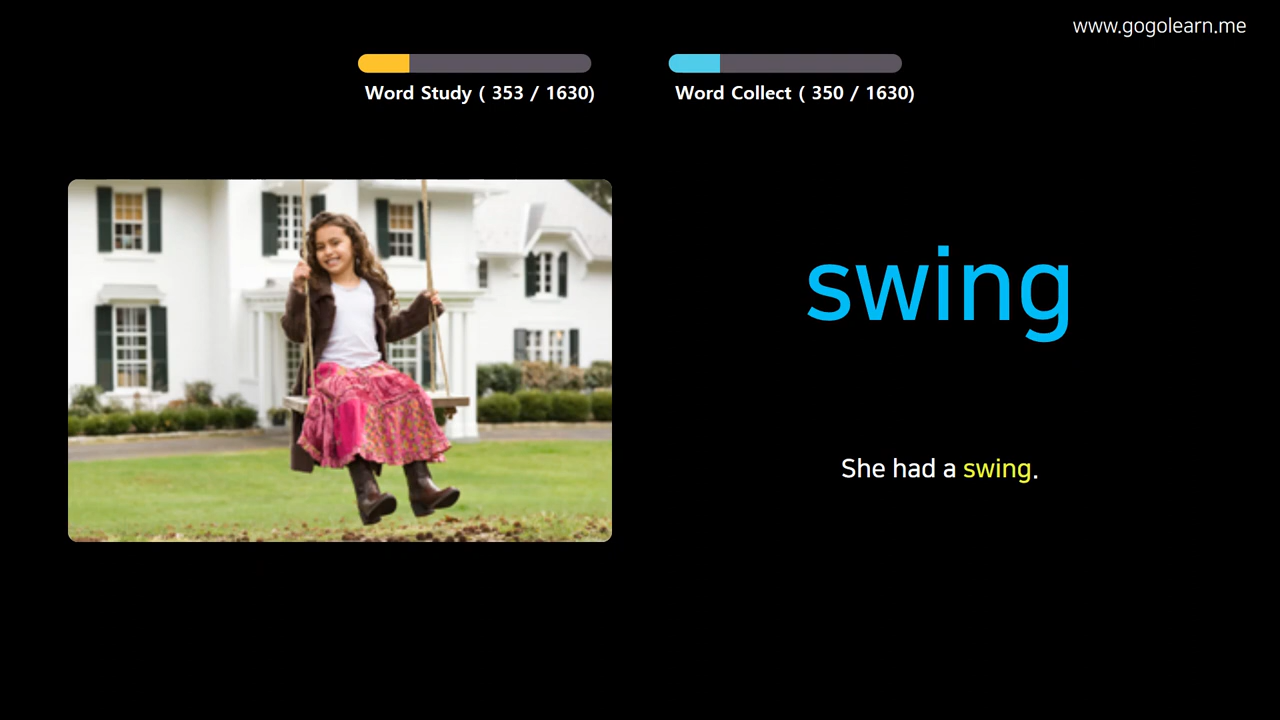 www.gogolearn.me
Word Study ( 353 / 1630)
Word Collect ( 350 / 1630)
swing
She had a swing.